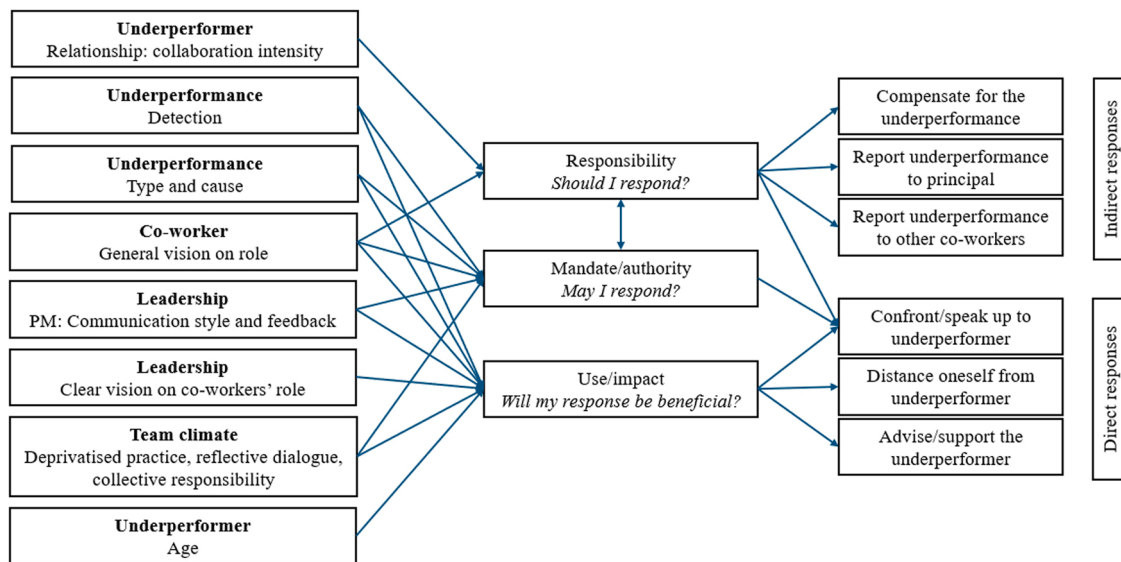 Underperformer
Relationship: collaboration intensity
Underperformance
Detection
Underperformance
Type and cause
Co-worker
General vision on role
Leadership
PM: Communication style and feedback
Leadership
Clear vision on co-workers’ role
Team climate
Deprivatised practice, reflective dialogue,
collective responsibility
Underperformer
Age
Responsibility
Should I respond?
Mandate/authority
May I respond?
Use/impact
Will my response be beneficial?
Compensate for the
underperformance
Report underperformance
to principal
Report underperformance
to other co-workers
Confront/speak up to
underperformer
Distance oneself from
underperformer
Advise/support the
underperformer
Indirect responses
Direct responses